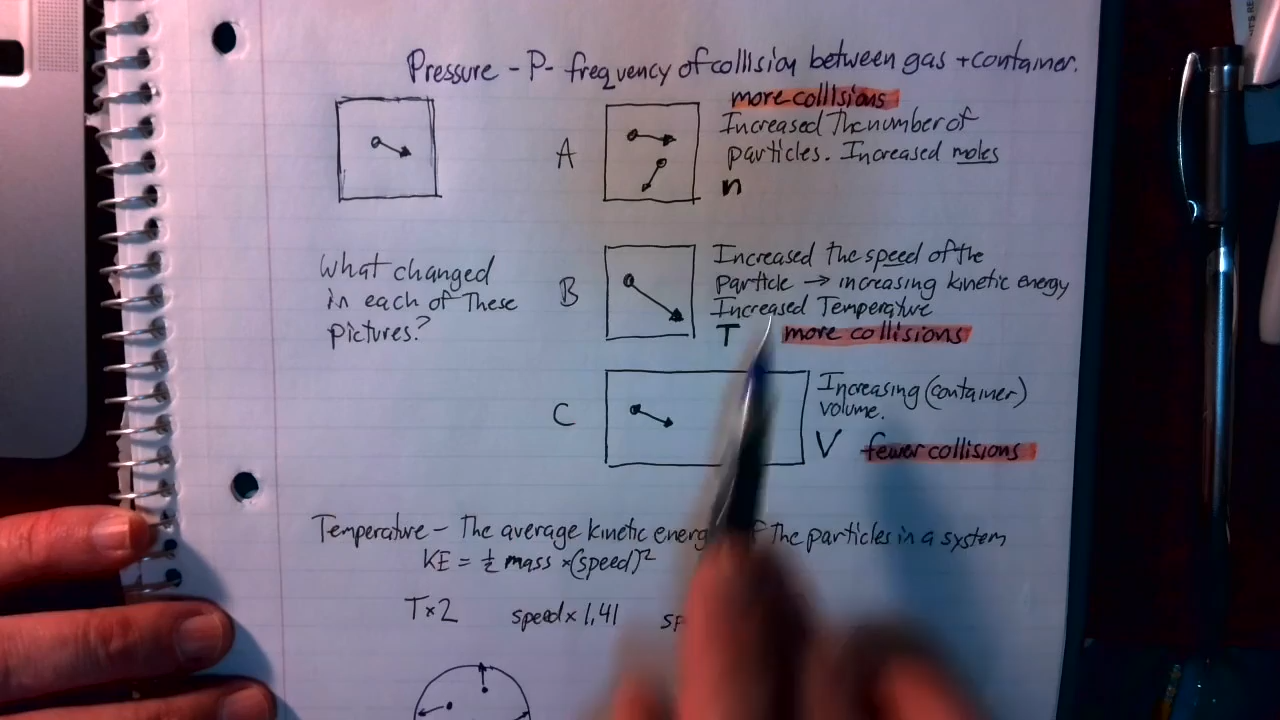 Pressure - P- frequency of collision between gas + container.
more collisions
Increased the number of
particles. Increased moles
n
A
What changed
in each of these
pictures?
B
Increased the speed of the
particle → increasing kinetic energy
Increased Temperature
T more collisions
C
Increasing (container)
volume.
V fewer collisions
Temperature - The average kinetic the particles in a system
KE = ½ mass x(speed)²
T x 2 speed x 1.41